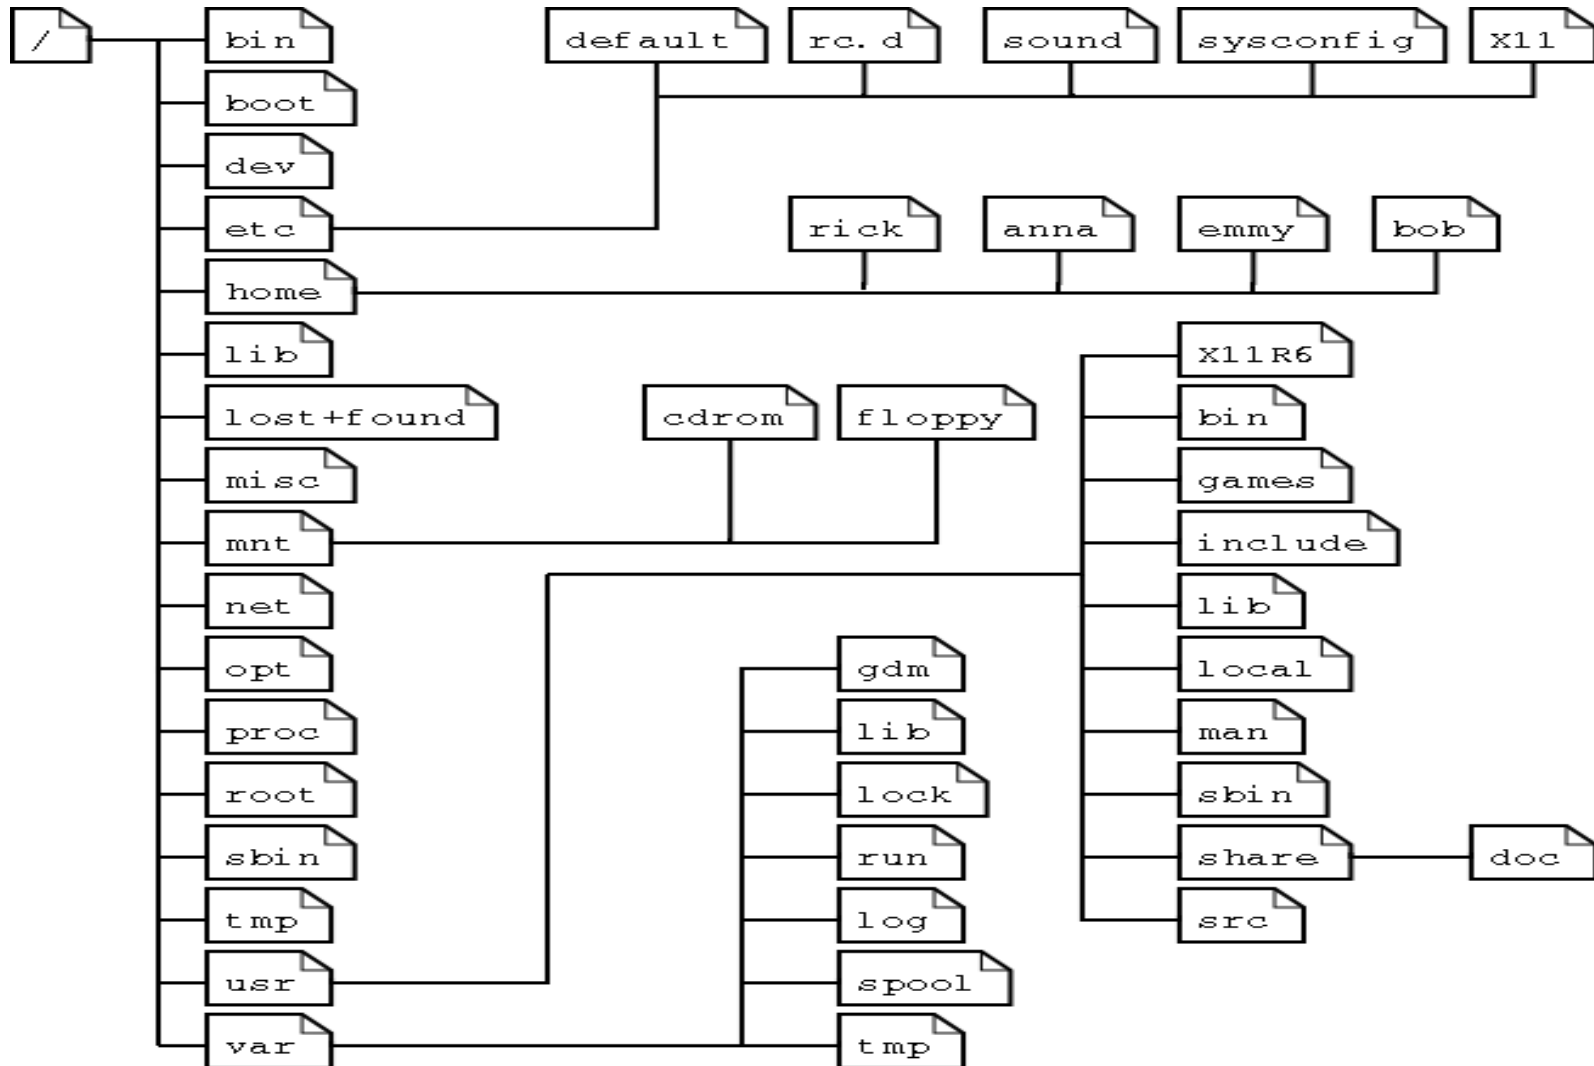 / bin default rc.d sound sysconfig X11
boot
dev
etc rick anna emmy bob
home
lib X11R6
lost+found cdrom floppy bin
misc games
mnt include
net lib
opt gdm local
proc lib man
root lock sbin
sbin run share doc
tmp log src
usr spool
var tmp